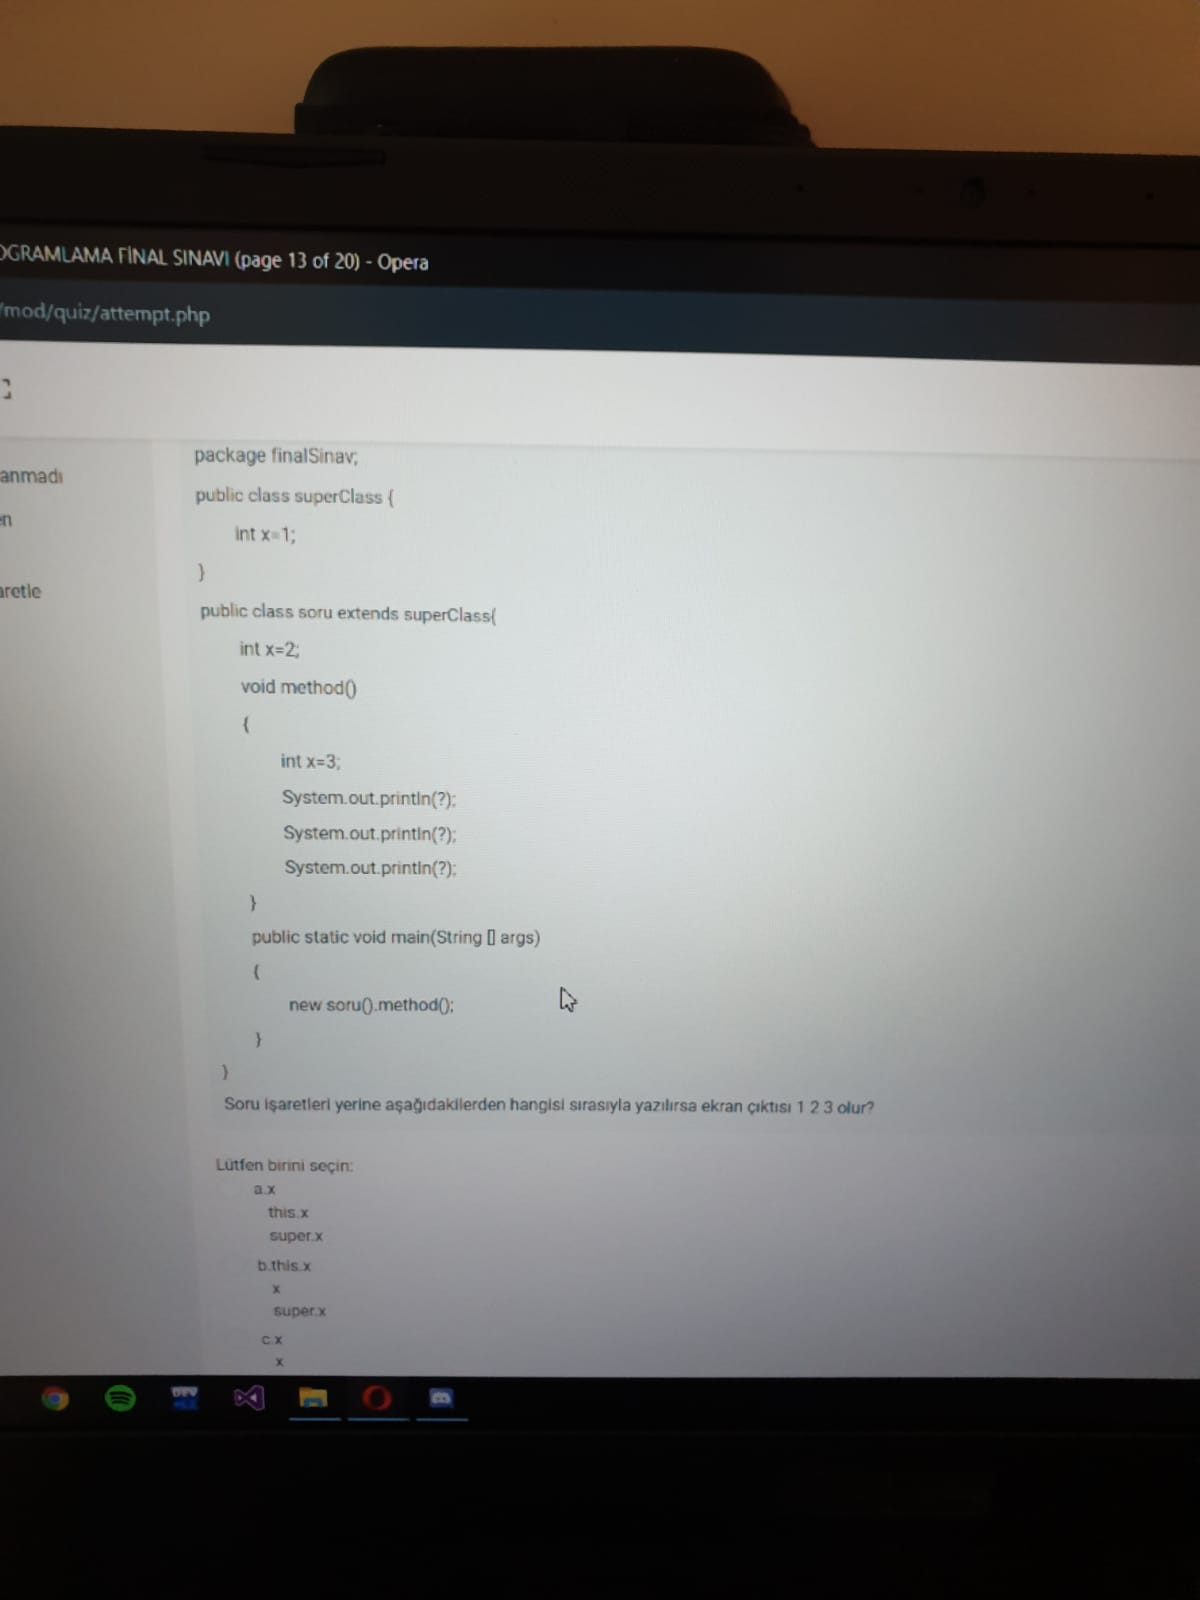 OGRAMLAMA FİNAL SINAVI (page 13 of 20) - Opera
/mod/quiz/attempt.php
anmadı
en
aretle
package finalSinav;
public class superClass {
int x=1;
}
public class soru extends superClass{
int x=2;
void method()
{
int x=3;
System.out.println(?);
System.out.println(?);
System.out.println(?);
}
public static void main(String [] args)
{
new soru().method();
}
}
Soru işaretleri yerine aşağıdakilerden hangisi sırasıyla yazılırsa ekran çıktısı 1 2 3 olur?
Lütfen birini seçin:
a.x
this.x
super.x
b.this.x
x
super.x
c.x
x
DEV